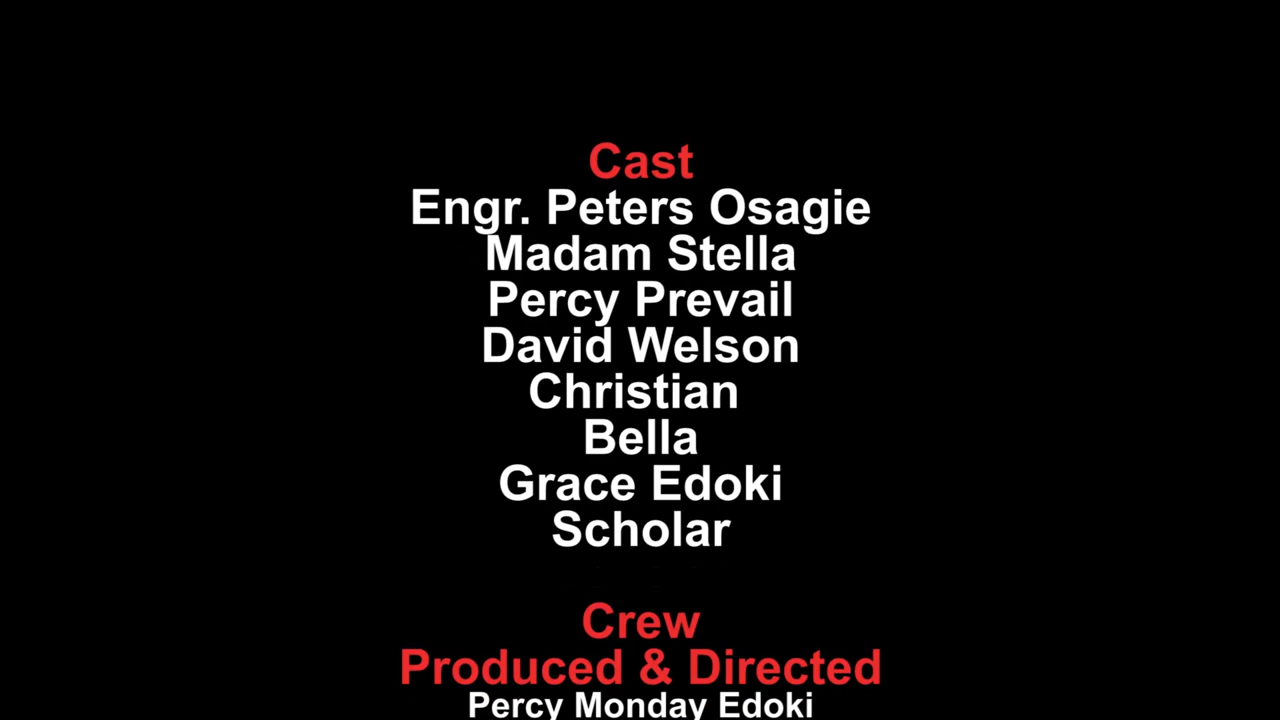 Cast
Engr. Peters Osagie
Madam Stella
Percy Prevail
David Welson
Christian
Bella
Grace Edoki
Scholar
Crew
Produced & Directed
Percy Monday Edoki